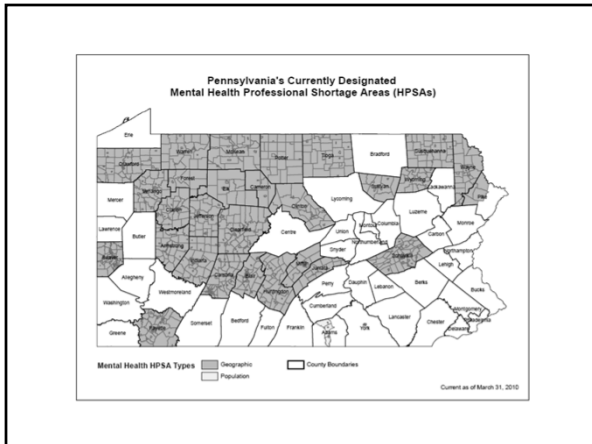 Pennsylvania's Currently Designated
Mental Health Professional Shortage Areas (HPSAs)
Erie
Crawford
Warren
McKean
Potter
Tioga
Bradford
Susquehanna
Wayne
Forest
Venango
Elk
Cameron
Sullivan
Wyoming
Lackawanna
Pike
Mercer
Clinton
Lycoming
Luzerne
Monroe
Lawrence
Butler
Clarion
Jefferson
Clearfield
Centre
Union
Montour
Columbia
Carbon
Northumberland
Northampton
Snyder
Armstrong
Schuylkill
Lehigh
Beaver
Indiana
Mifflin
Juniata
Allegheny
Cambria
Blair
Huntingdon
Perry
Dauphin
Lebanon
Berks
Bucks
Westmoreland
Montgomery
Washington
Cumberland
Lancaster
Chester
Philadelphia
Delaware
Greene
Fayette
Somerset
Bedford
Fulton
Franklin
Adams
York
Mental Health HPSA Types
Geographic
County Boundaries
Population
Current as of March 31, 2010